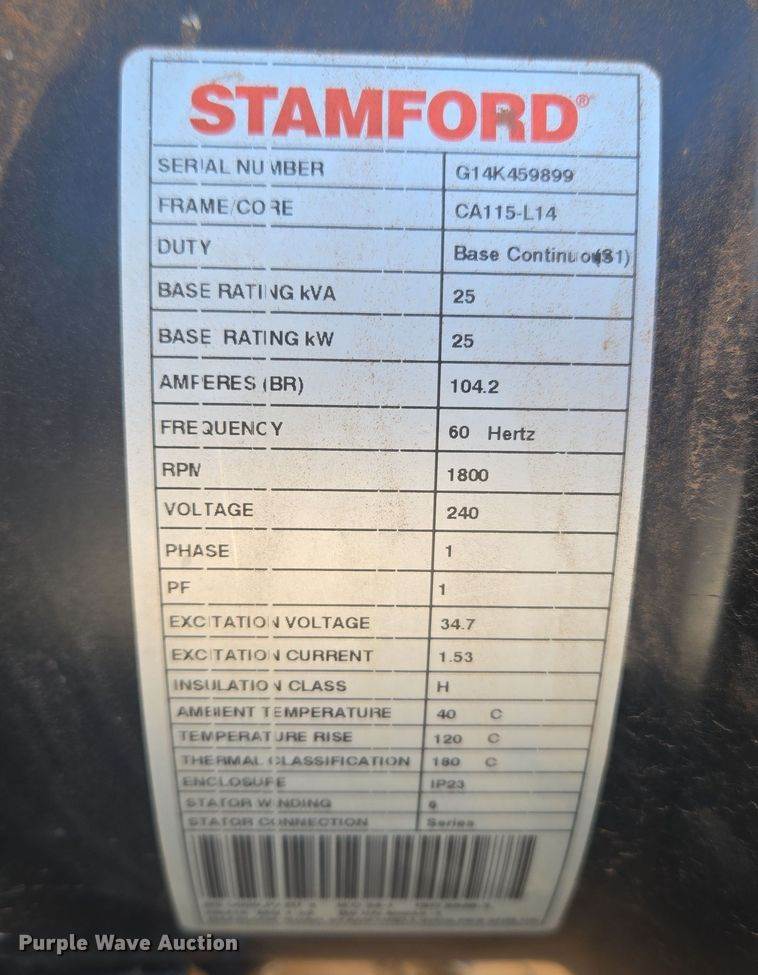 STAMFORD®
SERIAL NUMBER G14K459899
FRAME/CORE CA115-L14
DUTY Base Continuous(S1)
BASE RATING kVA 25
BASE RATING kW 25
AMPERES (BR) 104.2
FREQUENCY 60 Hertz
RPM 1800
VOLTAGE 240
PHASE 1
PF 1
EXCITATION VOLTAGE 34.7
EXCITATION CURRENT 1.53
INSULATION CLASS H
AMBIENT TEMPERATURE 40 C
TEMPERATURE RISE 120 C
THERMAL CLASSIFICATION 180 C
ENCLOSURE IP23
STATOR WINDING
STATOR CONNECTION Series
Purple Wave Auction